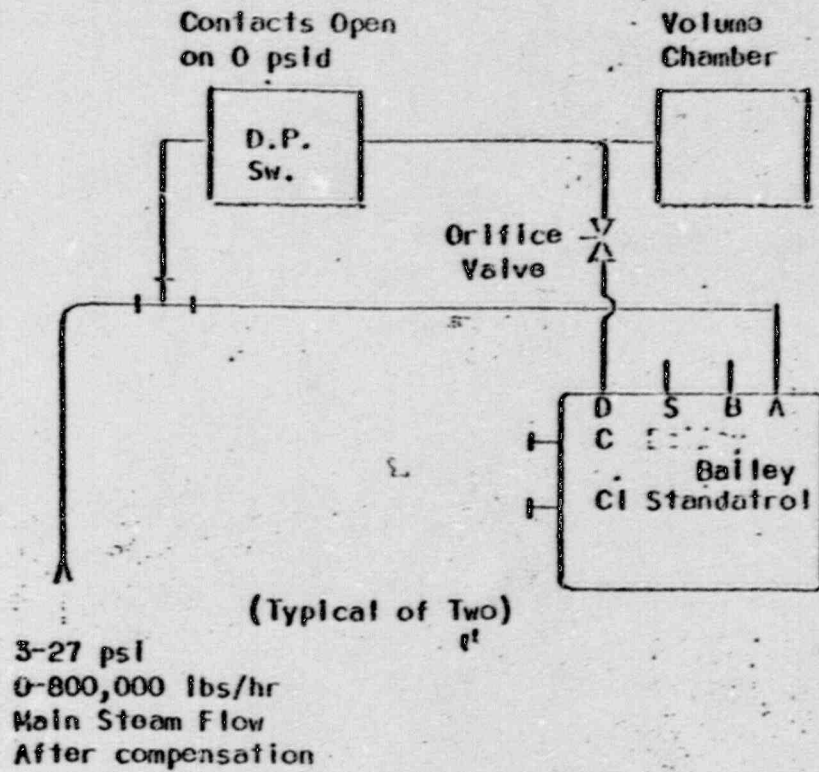 Contacts Open
on 0 psid
Volume
Chamber
D.P.
Sw.
Orifice
Valve
D S B A
C
Bailey
CI Standatrol
(Typical of Two)
3-27 psi
0-800,000 lbs/hr
Main Steam Flow
After compensation